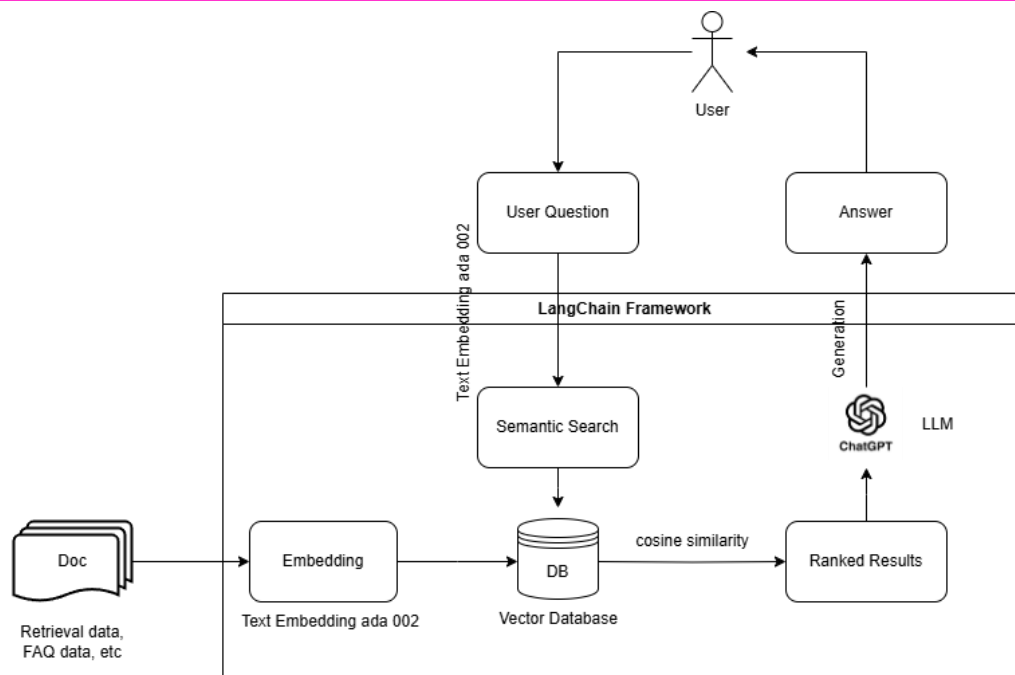 User
User Question
Answer
Text Embedding ada 002
LangChain Framework
Generation
Semantic Search
ChatGPT
LLM
Doc
Embedding
DB
cosine similarity
Ranked Results
Text Embedding ada 002
Vector Database
Retrieval data,
FAQ data, etc